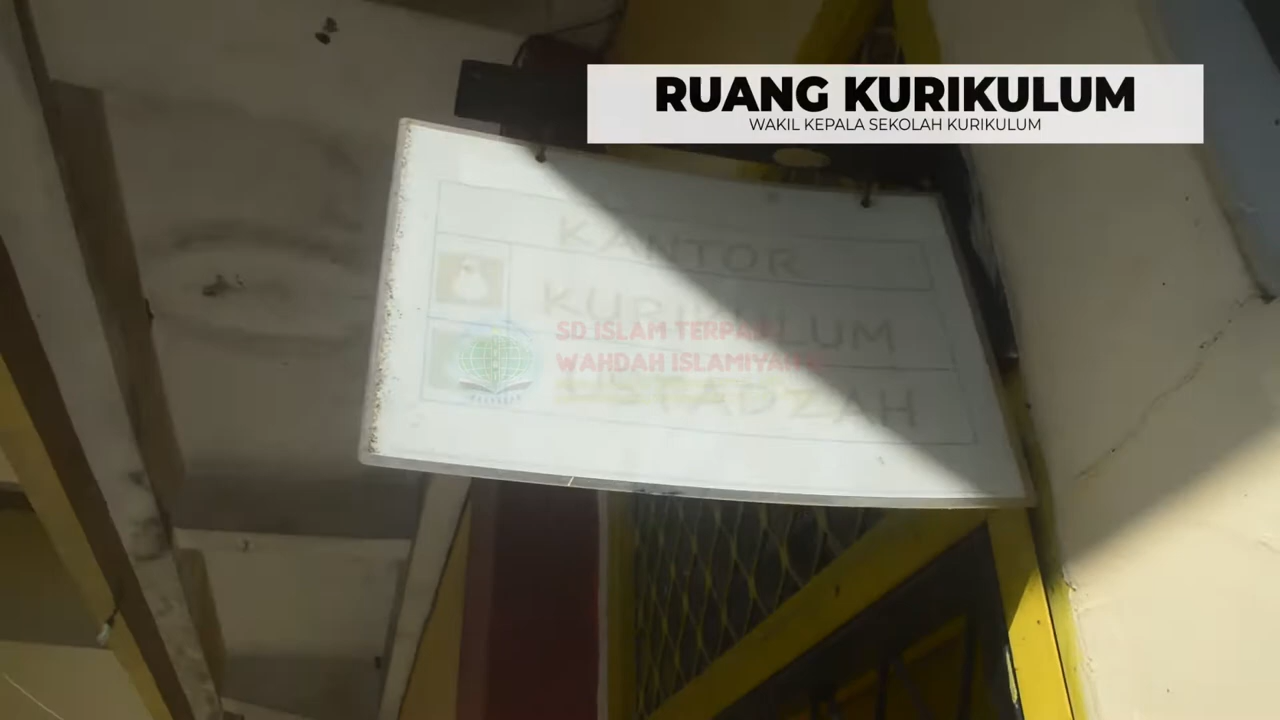 RUANG KURIKULUM
WAKIL KEPALA SEKOLAH KURIKULUM
KANTOR
KURIKULUM
USTADZAH
SD ISLAM TERPADU
WAHDAH ISLAMIYAH